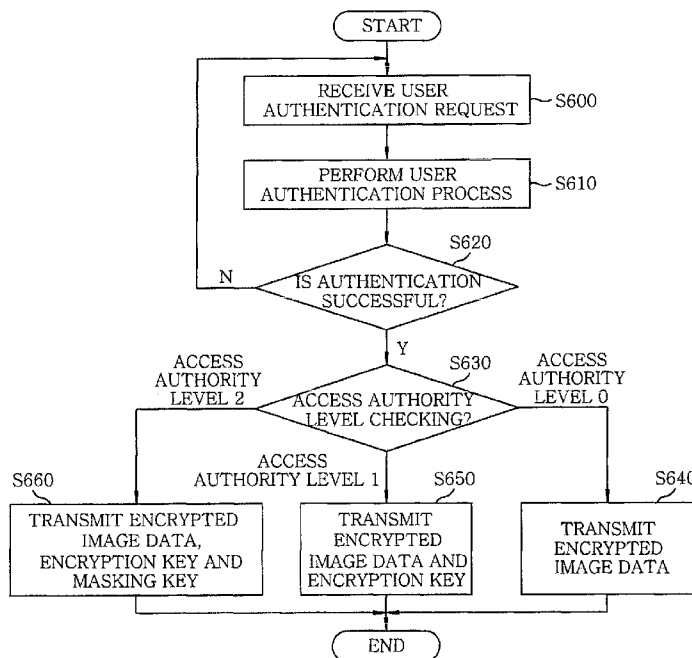 START
RECEIVE USER
AUTHENTICATION REQUEST
S600
PERFORM USER
AUTHENTICATION PROCESS
S610
S620
IS AUTHENTICATION
SUCCESSFUL?
N
Y
S630
ACCESS AUTHORITY
LEVEL CHECKING?
ACCESS
AUTHORITY
LEVEL 2
ACCESS
AUTHORITY LEVEL 1
ACCESS
AUTHORITY
LEVEL 0
S660
TRANSMIT ENCRYPTED
IMAGE DATA,
ENCRYPTION KEY AND
MASKING KEY
S650
TRANSMIT
ENCRYPTED
IMAGE DATA AND
ENCRYPTION KEY
S640
TRANSMIT
ENCRYPTED
IMAGE DATA
END